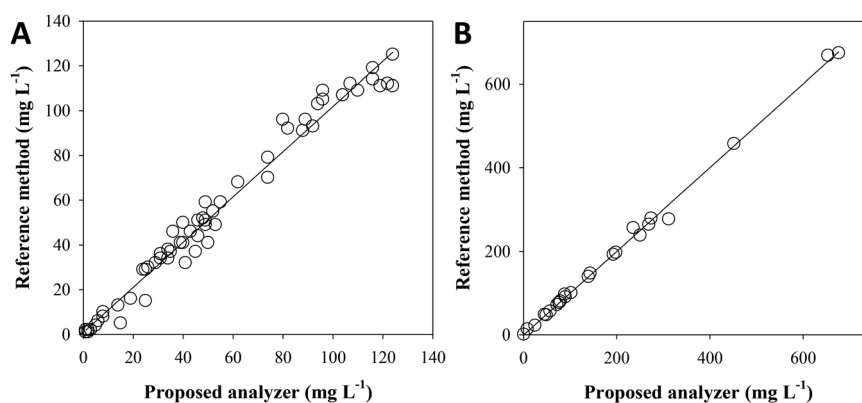 A
Reference method (mg L⁻¹)
140
120
100
80
60
40
20
0
0 20 40 60 80 100 120 140
Proposed analyzer (mg L⁻¹)
B
Reference method (mg L⁻¹)
600
400
200
0
0 200 400 600
Proposed analyzer (mg L⁻¹)